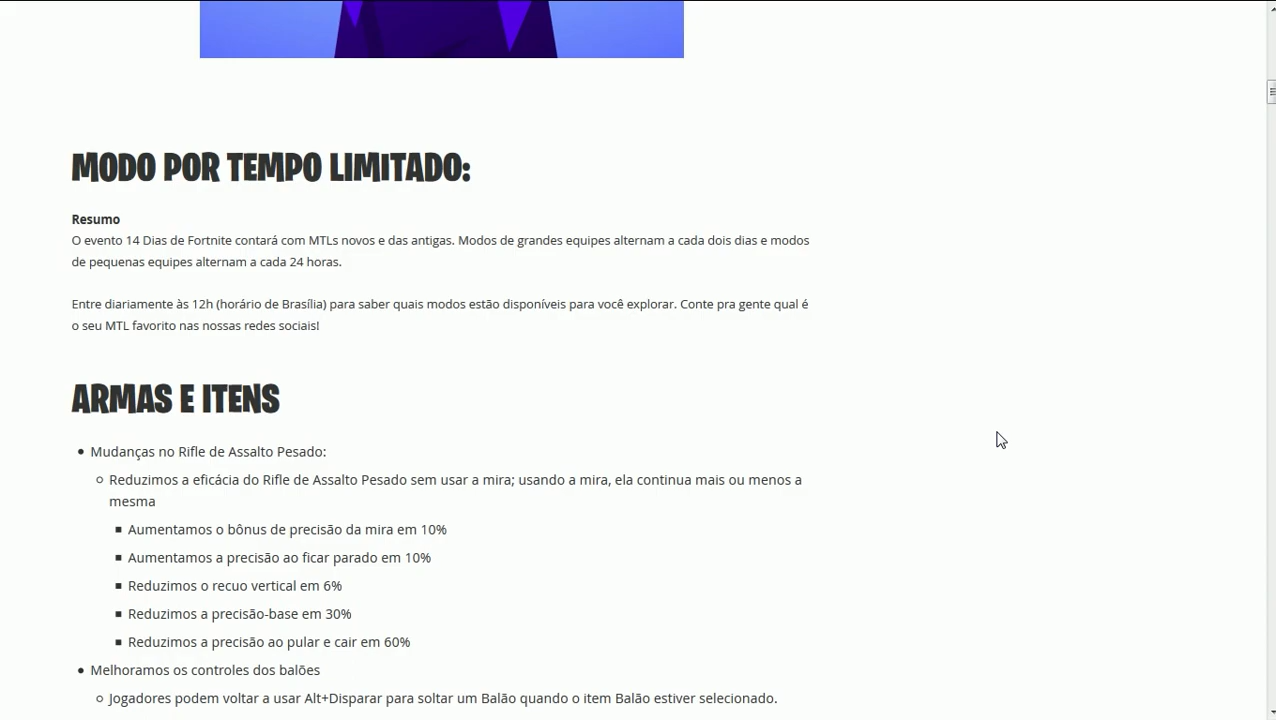 MODO POR TEMPO LIMITADO:
Resumo
O evento 14 Dias de Fortnite contará com MTLs novos e das antigas. Modos de grandes equipes alternam a cada dois dias e modos
de pequenas equipes alternam a cada 24 horas.
Entre diariamente às 12h (horário de Brasília) para saber quais modos estão disponíveis para você explorar. Conte pra gente qual é
o seu MTL favorito nas nossas redes sociais!
ARMAS E ITENS
Mudanças no Rifle de Assalto Pesado:
Reduzimos a eficácia do Rifle de Assalto Pesado sem usar a mira; usando a mira, ela continua mais ou menos a
mesma
Aumentamos o bônus de precisão da mira em 10%
Aumentamos a precisão ao ficar parado em 10%
Reduzimos o recuo vertical em 6%
Reduzimos a precisão-base em 30%
Reduzimos a precisão ao pular e cair em 60%
Melhoramos os controles dos balões
Jogadores podem voltar a usar Alt+Disparar para soltar um Balão quando o item Balão estiver selecionado.